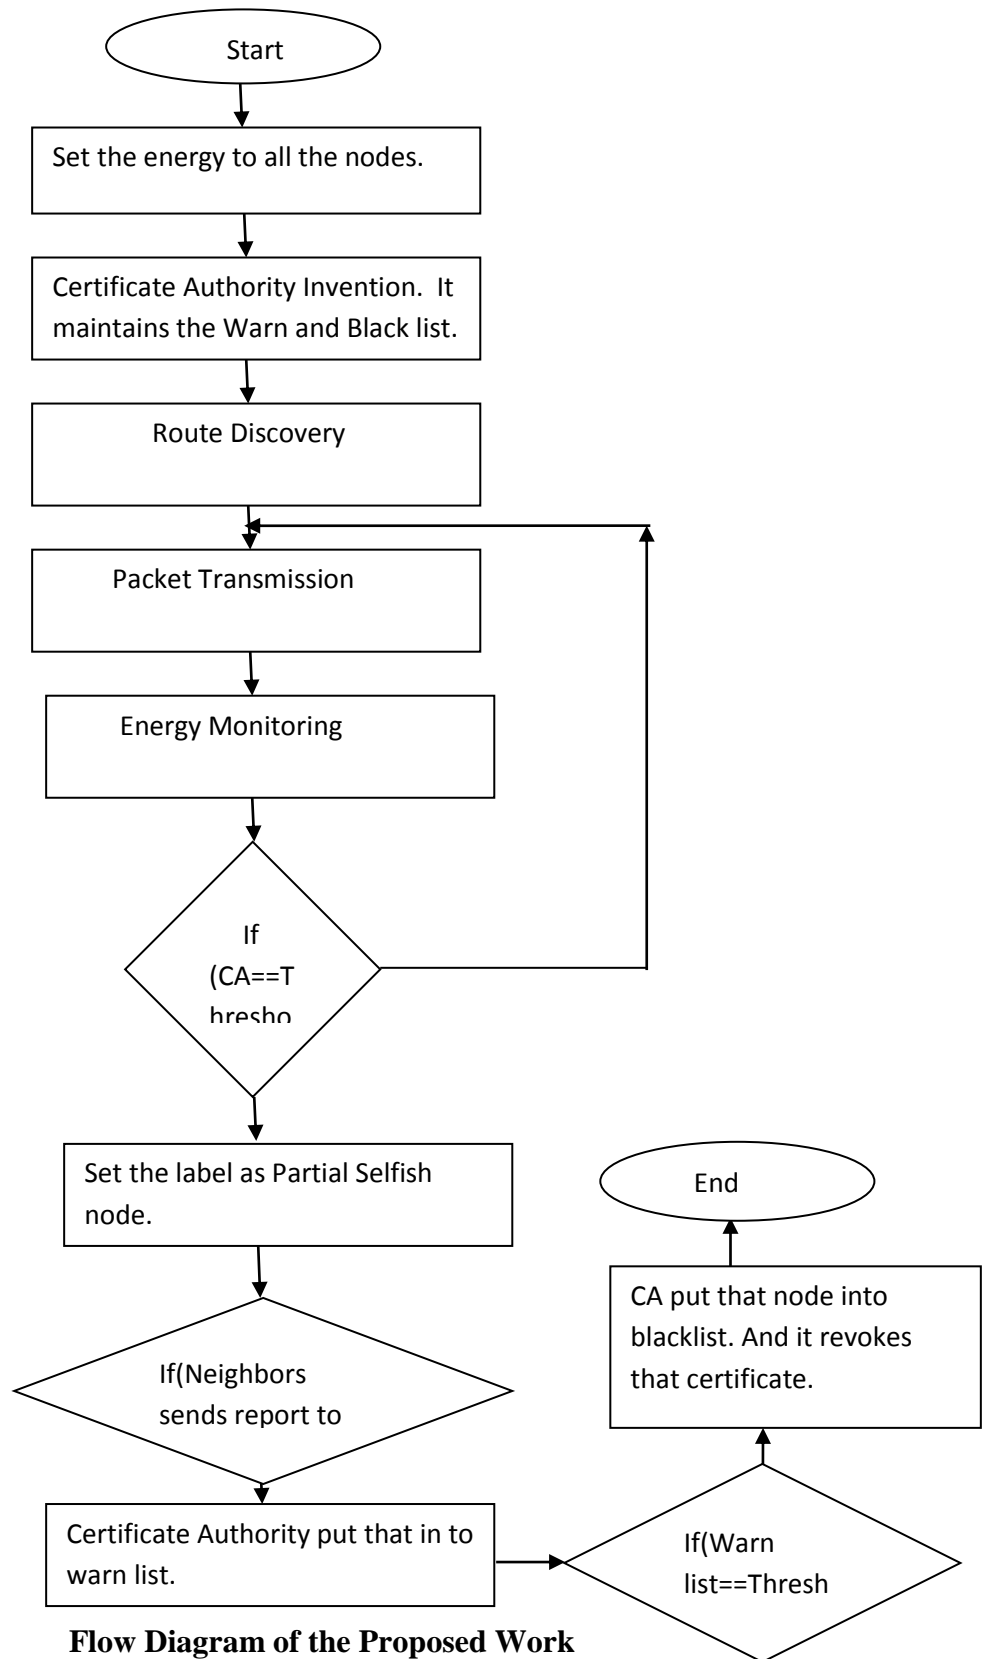 Start
Set the energy to all the nodes.
Certificate Authority Invention.  It
maintains the Warn and Black list.
Route Discovery
Packet Transmission
Energy Monitoring
If
(CA==T
hresho
Set the label as Partial Selfish
node.
If(Neighbors
sends report to
Certificate Authority put that in to
warn list.
If(Warn
list==Thresh
CA put that node into
blacklist. And it revokes
that certificate.
End
Flow Diagram of the Proposed Work